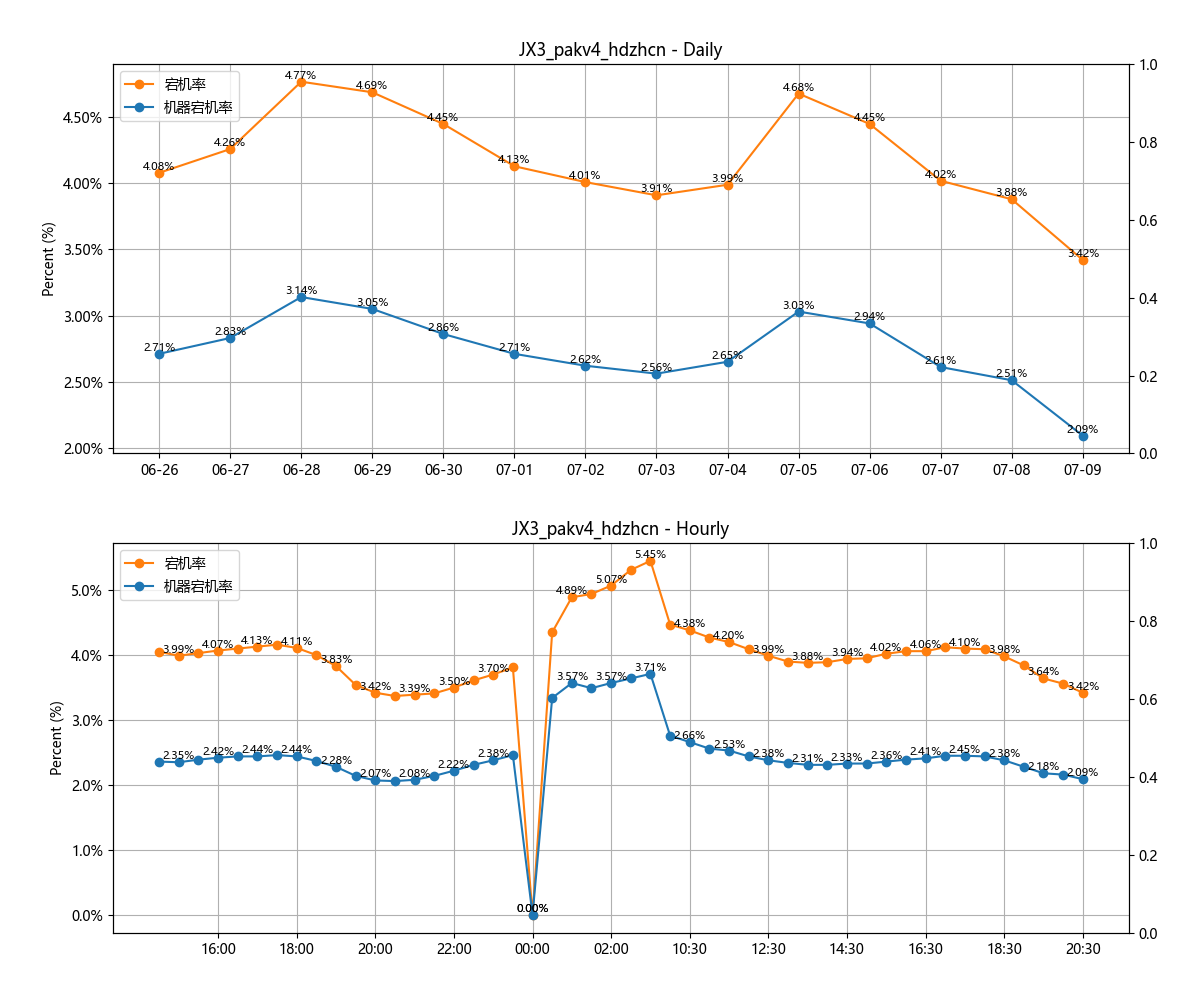 JX3_pakv4_hdzhcn - Daily
宕机率
机器宕机率
Percent (%)
4.50%
4.00%
3.50%
3.00%
2.50%
2.00%
1.0
0.8
0.6
0.4
0.2
0.0
4.08% 4.26% 4.77% 4.69% 4.45% 4.13% 4.01% 3.91% 3.99% 4.68% 4.45% 4.02% 3.88% 3.42%
2.71% 2.83% 3.14% 3.05% 2.86% 2.71% 2.62% 2.56% 2.65% 3.03% 2.94% 2.61% 2.51% 2.09%
06-26 06-27 06-28 06-29 06-30 07-01 07-02 07-03 07-04 07-05 07-06 07-07 07-08 07-09
JX3_pakv4_hdzhcn - Hourly
宕机率
机器宕机率
Percent (%)
5.0%
4.0%
3.0%
2.0%
1.0%
0.0%
1.0
0.8
0.6
0.4
0.2
0.0
3.99% 4.07% 4.13% 4.11% 3.83% 3.42% 3.39% 3.50% 3.70% 0.00% 4.89% 5.07% 5.45% 4.38% 4.20% 3.99% 3.88% 3.94% 4.02% 4.06% 4.10% 3.98% 3.64% 3.42%
2.35% 2.42% 2.44% 2.44% 2.28% 2.07% 2.08% 2.22% 2.38% 0.00% 3.57% 3.57% 3.71% 2.66% 2.53% 2.38% 2.31% 2.33% 2.36% 2.41% 2.45% 2.38% 2.18% 2.09%
16:00 18:00 20:00 22:00 00:00 02:00 10:30 12:30 14:30 16:30 18:30 20:30